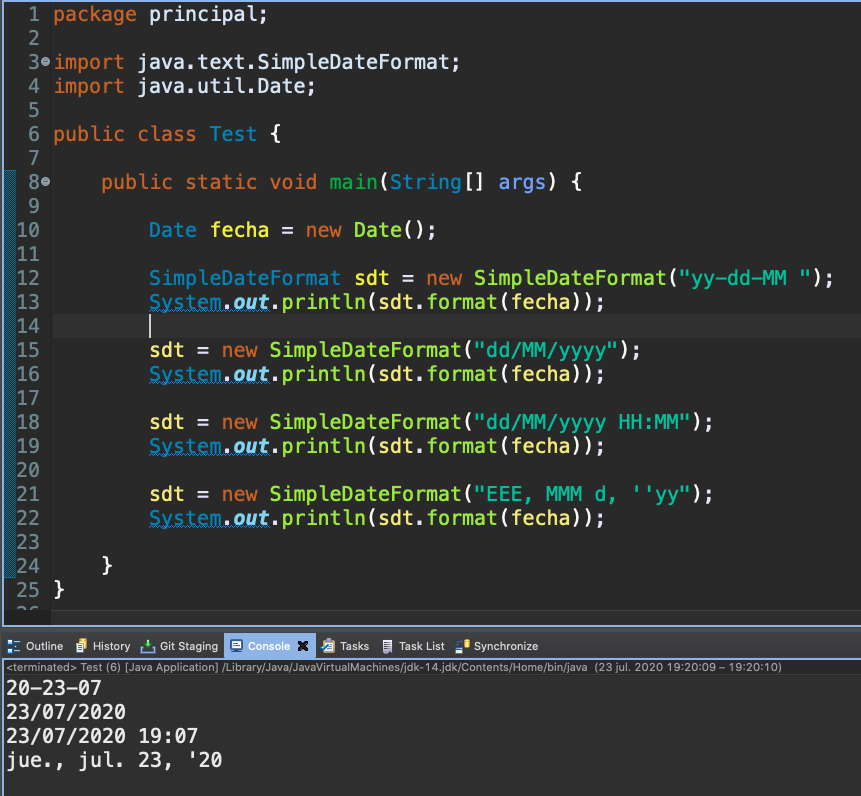 1 package principal;
2
3 import java.text.SimpleDateFormat;
4 import java.util.Date;
5
6 public class Test {
7
8     public static void main(String[] args) {
9
10         Date fecha = new Date();
11
12         SimpleDateFormat sdt = new SimpleDateFormat("yy-dd-MM ");
13         System.out.println(sdt.format(fecha));
14
15         sdt = new SimpleDateFormat("dd/MM/yyyy");
16         System.out.println(sdt.format(fecha));
17
18         sdt = new SimpleDateFormat("dd/MM/yyyy HH:MM");
19         System.out.println(sdt.format(fecha));
20
21         sdt = new SimpleDateFormat("EEE, MMM d, ''yy");
22         System.out.println(sdt.format(fecha));
23
24     }
25 }
26
Outline History Git Staging Console Tasks Task List Synchronize
<terminated> Test (6) [Java Application] /Library/Java/JavaVirtualMachines/jdk-14.jdk/Contents/Home/bin/java (23 jul. 2020 19:20:09 – 19:20:10)
20-23-07
23/07/2020
23/07/2020 19:07
jue., jul. 23, '20